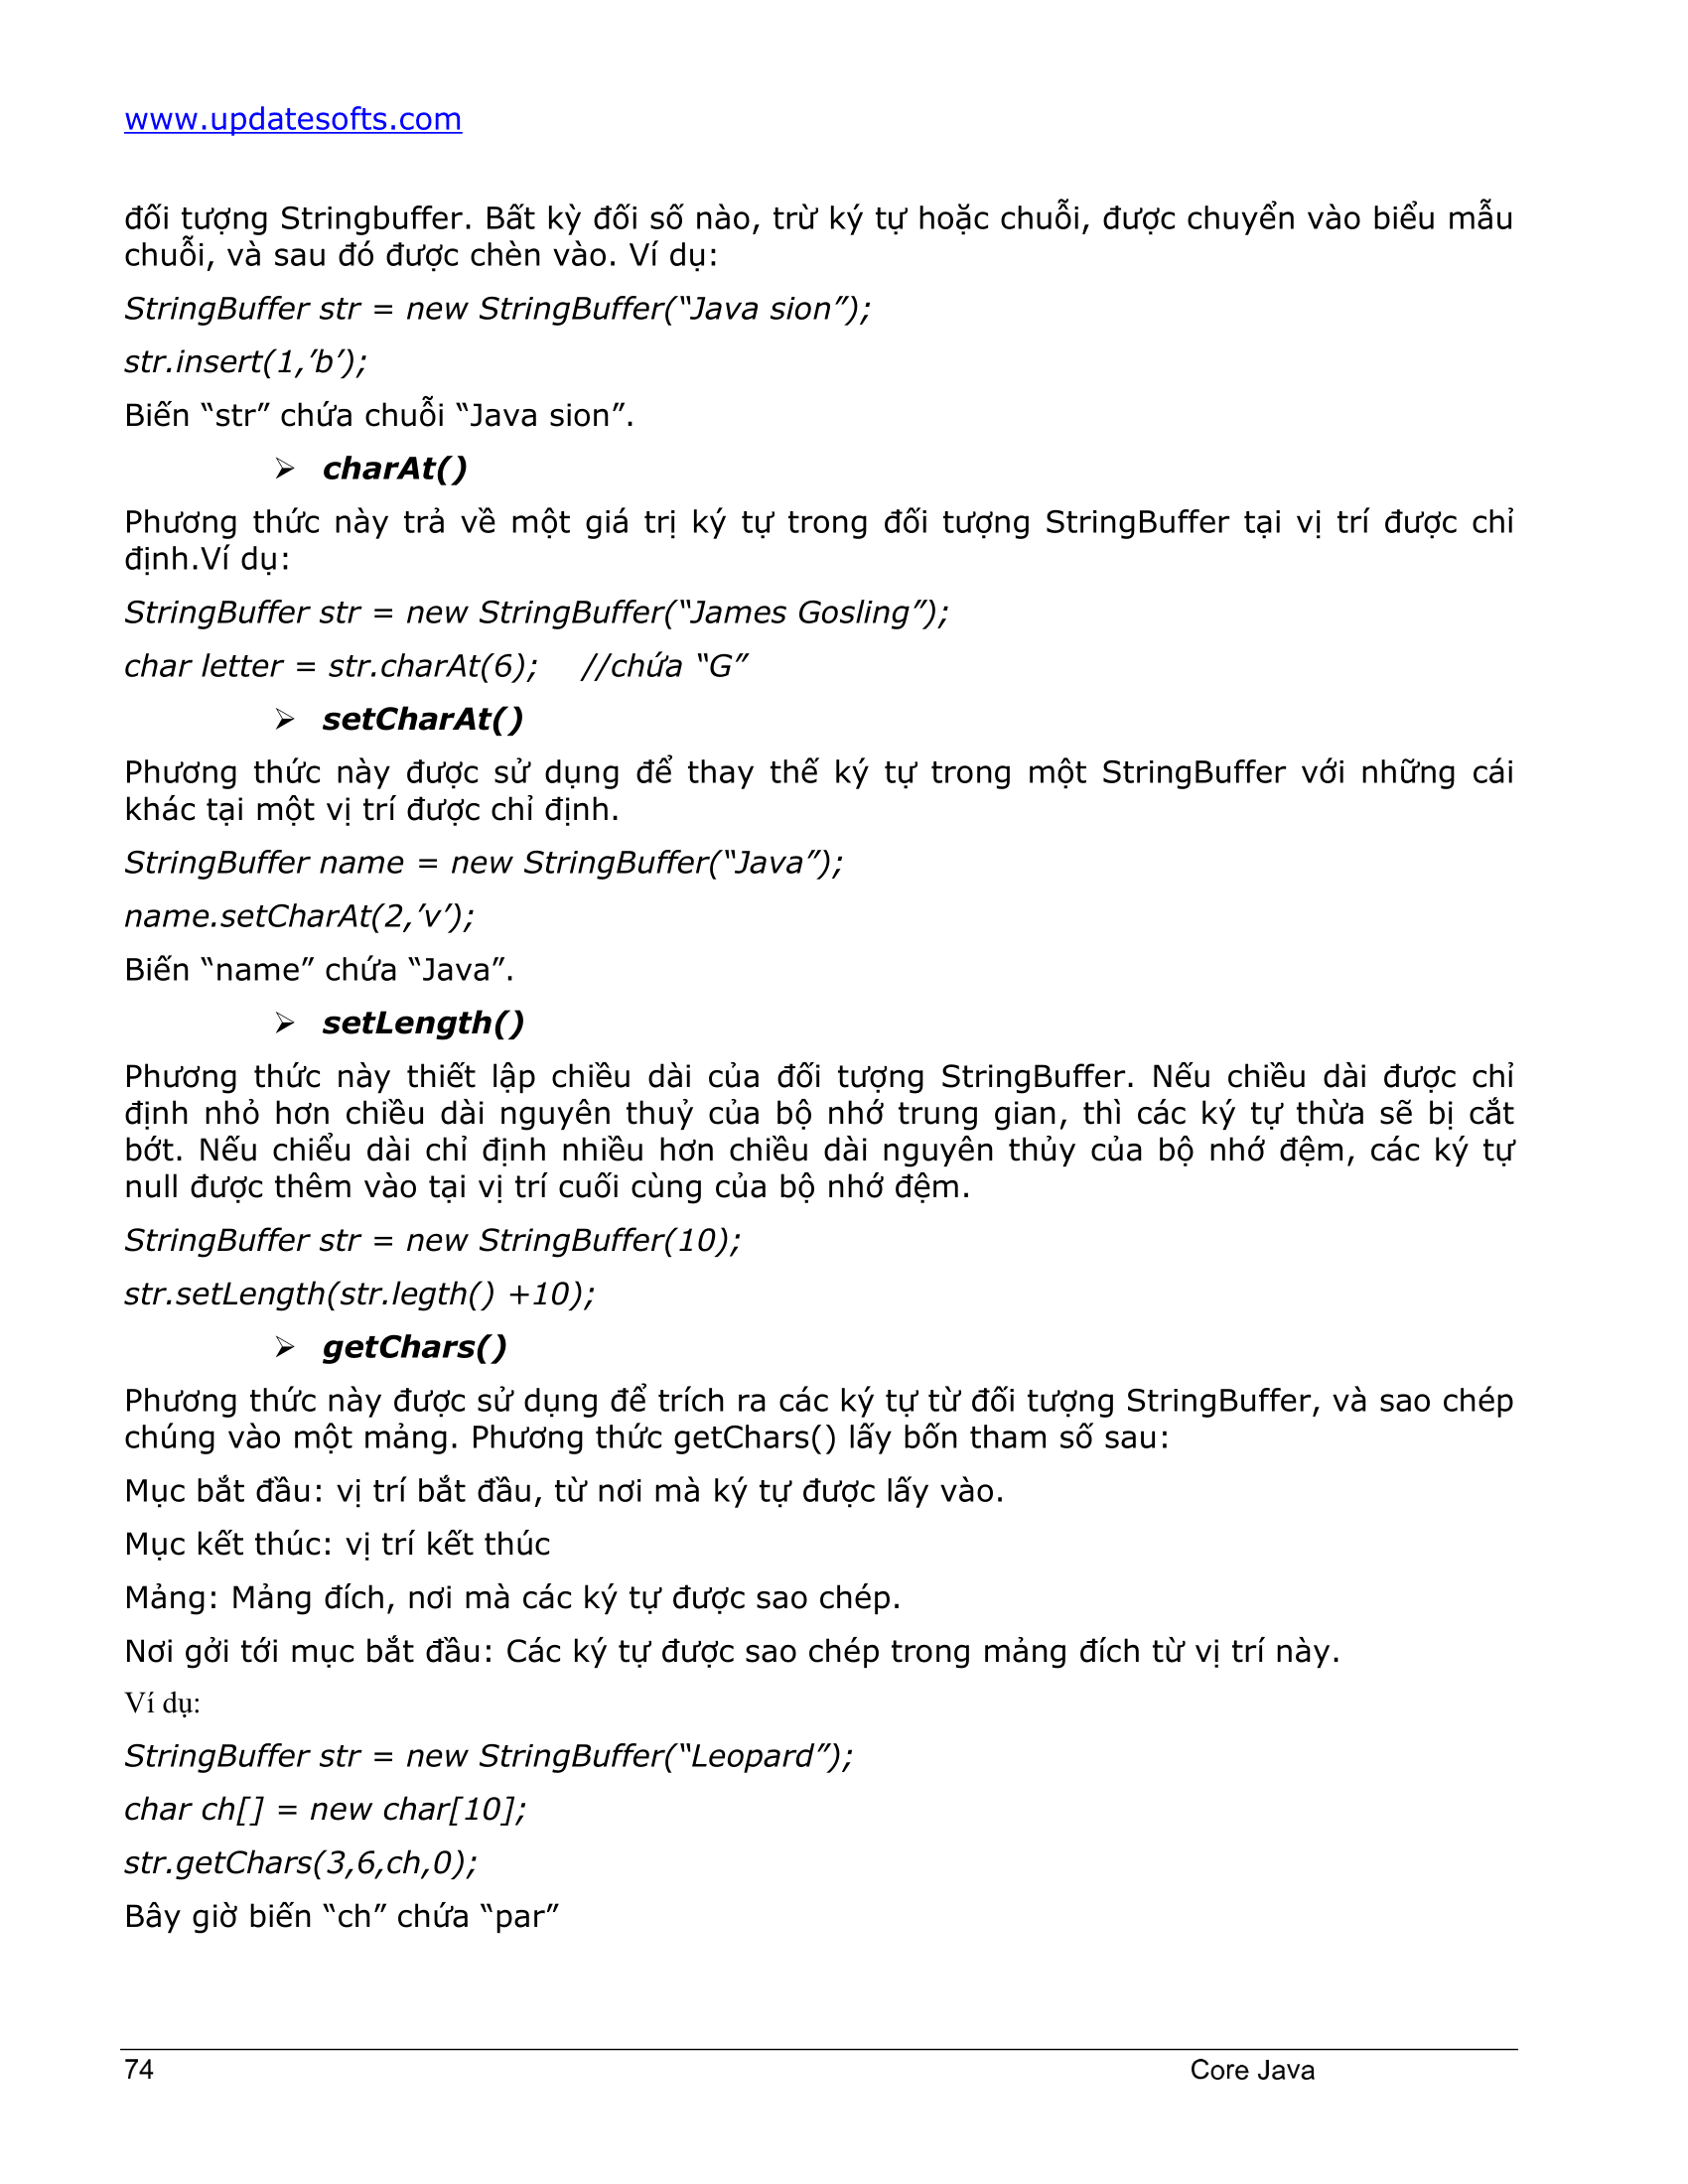 www.updatesofts.com
đối tượng Stringbuffer. Bất kỳ đối số nào, trừ ký tự hoặc chuỗi, được chuyển vào biểu mẫu
chuỗi, và sau đó được chèn vào. Ví dụ:
StringBuffer str = new StringBuffer(“Java sion”);
str.insert(1,’b’);
Biến “str” chứa chuỗi “Java sion”.
➢ charAt()
Phương thức này trả về một giá trị ký tự trong đối tượng StringBuffer tại vị trí được chỉ
định.Ví dụ:
StringBuffer str = new StringBuffer(“James Gosling”);
char letter = str.charAt(6); //chứa “G”
➢ setCharAt()
Phương thức này được sử dụng để thay thế ký tự trong một StringBuffer với những cái
khác tại một vị trí được chỉ định.
StringBuffer name = new StringBuffer(“Java”);
name.setCharAt(2,’v’);
Biến “name” chứa “Java”.
➢ setLength()
Phương thức này thiết lập chiều dài của đối tượng StringBuffer. Nếu chiều dài được chỉ
định nhỏ hơn chiều dài nguyên thuỷ của bộ nhớ trung gian, thì các ký tự thừa sẽ bị cắt
bớt. Nếu chiểu dài chỉ định nhiều hơn chiều dài nguyên thủy của bộ nhớ đệm, các ký tự
null được thêm vào tại vị trí cuối cùng của bộ nhớ đệm.
StringBuffer str = new StringBuffer(10);
str.setLength(str.legth() +10);
➢ getChars()
Phương thức này được sử dụng để trích ra các ký tự từ đối tượng StringBuffer, và sao chép
chúng vào một mảng. Phương thức getChars() lấy bốn tham số sau:
Mục bắt đầu: vị trí bắt đầu, từ nơi mà ký tự được lấy vào.
Mục kết thúc: vị trí kết thúc
Mảng: Mảng đích, nơi mà các ký tự được sao chép.
Nơi gởi tới mục bắt đầu: Các ký tự được sao chép trong mảng đích từ vị trí này.
Ví dụ:
StringBuffer str = new StringBuffer(“Leopard”);
char ch[] = new char[10];
str.getChars(3,6,ch,0);
Bây giờ biến “ch” chứa “par”
74 Core Java